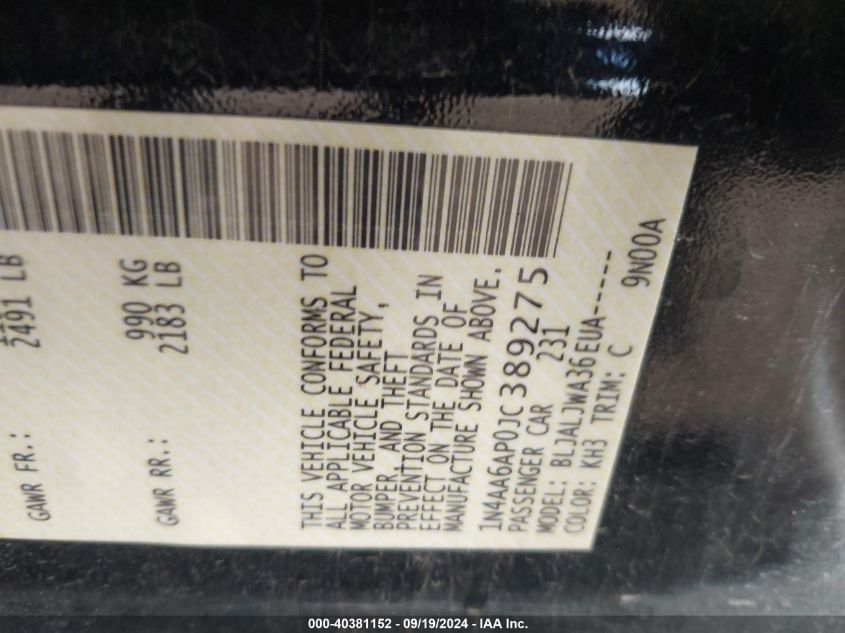 2491 LB
GAWR FR.:
990 KG
2183 LB
GAWR RR.:
THIS VEHICLE CONFORMS TO
ALL APPLICABLE FEDERAL
MOTOR VEHICLE SAFETY,
BUMPER, AND THEFT
PREVENTION STANDARDS IN
EFFECT ON THE DATE OF
MANUFACTURE SHOWN ABOVE.
1N4AA6AP0JC389275
PASSENGER CAR 231
MODEL: BLJALJWA36EUA-----
COLOR: KH3 TRIM: C 9N00A
000-40381152 - 09/19/2024 - IAA Inc.